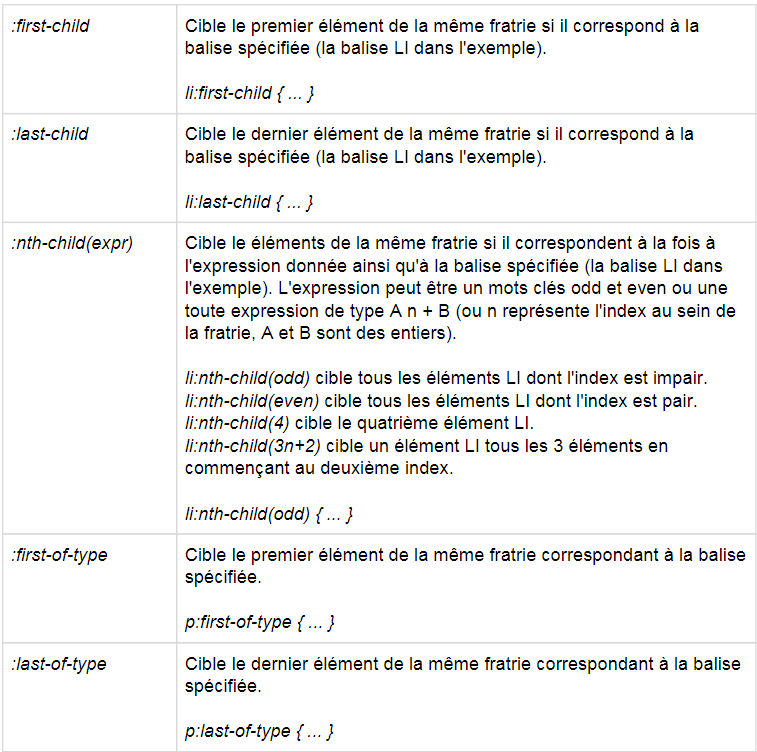 :first-child
Cible le premier élément de la même fratrie si il correspond à la
balise spécifiée (la balise LI dans l'exemple).
li:first-child { ... }
:last-child
Cible le dernier élément de la même fratrie si il correspond à la
balise spécifiée (la balise LI dans l'exemple).
li:last-child { ... }
:nth-child(expr)
Cible le éléments de la même fratrie si il correspondent à la fois à
l'expression donnée ainsi qu'à la balise spécifiée (la balise LI dans
l'exemple). L'expression peut être un mots clés odd et even ou une
toute expression de type A n + B (ou n représente l'index au sein de
la fratrie, A et B sont des entiers).
li:nth-child(odd) cible tous les éléments LI dont l'index est impair.
li:nth-child(even) cible tous les éléments LI dont l'index est pair.
li:nth-child(4) cible le quatrième élément LI.
li:nth-child(3n+2) cible un élément LI tous les 3 éléments en
commençant au deuxième index.
li:nth-child(odd) { ... }
:first-of-type
Cible le premier élément de la même fratrie correspondant à la balise
spécifiée.
p:first-of-type { ... }
:last-of-type
Cible le dernier élément de la même fratrie correspondant à la balise
spécifiée.
p:last-of-type { ... }